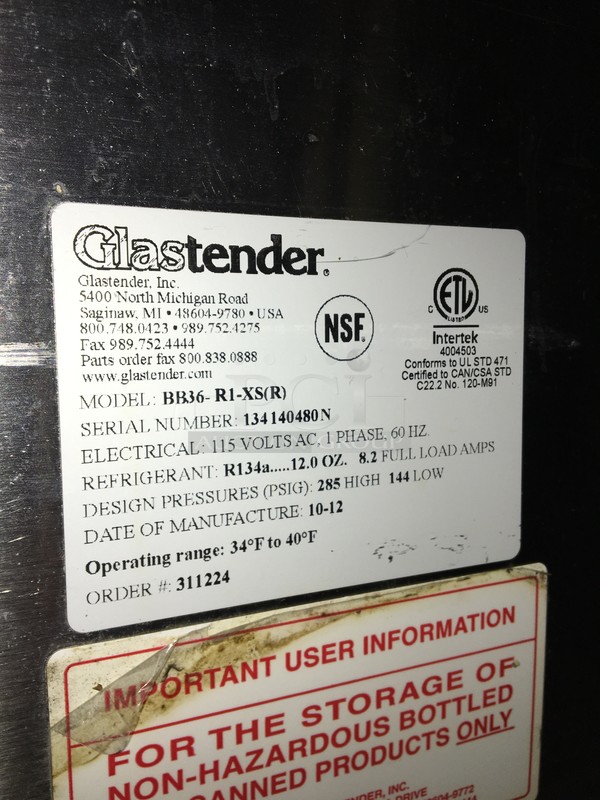 Glastender®
Glastender, Inc.
5400 North Michigan Road
Saginaw, MI • 48604-9780 • USA
800.748.0423 • 989.752.4275
Fax 989.752.4444
Parts order fax 800.838.0888
www.glastender.com
NSF®
C ETL US
LISTED
Intertek
4004503
Conforms to UL STD 471
Certified to CAN/CSA STD
C22.2 No. 120-M91
MODEL: BB36- R1-XS(R)
SERIAL NUMBER: 134140480N
ELECTRICAL: 115 VOLTS AC, 1 PHASE, 60 HZ.
REFRIGERANT: R134a.....12.0 OZ. 8.2 FULL LOAD AMPS
DESIGN PRESSURES (PSIG): 285 HIGH 144 LOW
DATE OF MANUFACTURE: 10-12
Operating range: 34°F to 40°F
ORDER #: 311224
IMPORTANT USER INFORMATION
FOR THE STORAGE OF
NON-HAZARDOUS BOTTLED
CANNED PRODUCTS ONLY
INC.
DRIVE